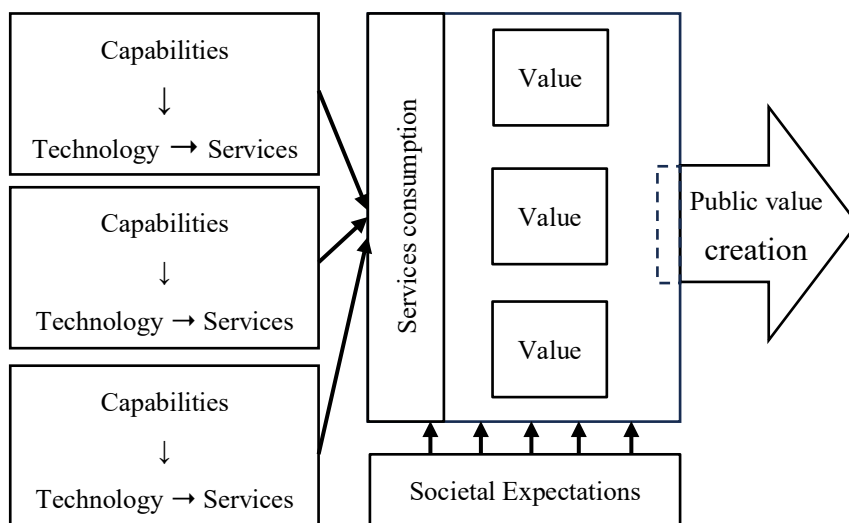 Capabilities
↓
Technology → Services
Capabilities
↓
Technology → Services
Capabilities
↓
Technology → Services
Services consumption
Value
Value
Value
Public value
creation
Societal Expectations